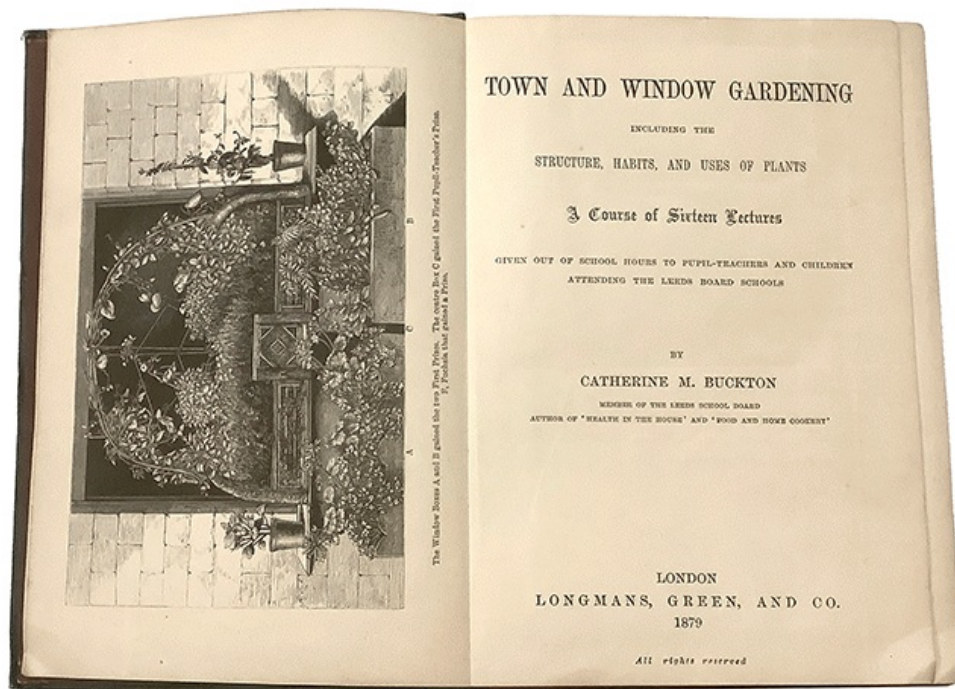 The Window Boxes A and B gained the two First Prizes. The centre Box C gained the First Pupil-Teacher's Prize.
F, Fuchsia that gained a Prize.
A C B
TOWN AND WINDOW GARDENING
INCLUDING THE
STRUCTURE, HABITS, AND USES OF PLANTS
A Course of Sixteen Lectures
GIVEN OUT OF SCHOOL HOURS TO PUPIL-TEACHERS AND CHILDREN
ATTENDING THE LEEDS BOARD SCHOOLS
BY
CATHERINE M. BUCKTON
MEMBER OF THE LEEDS SCHOOL BOARD
AUTHOR OF 'HEALTH IN THE HOUSE' AND 'FOOD AND HOME COOKERY'
LONDON
LONGMANS, GREEN, AND CO.
1879
All rights reserved